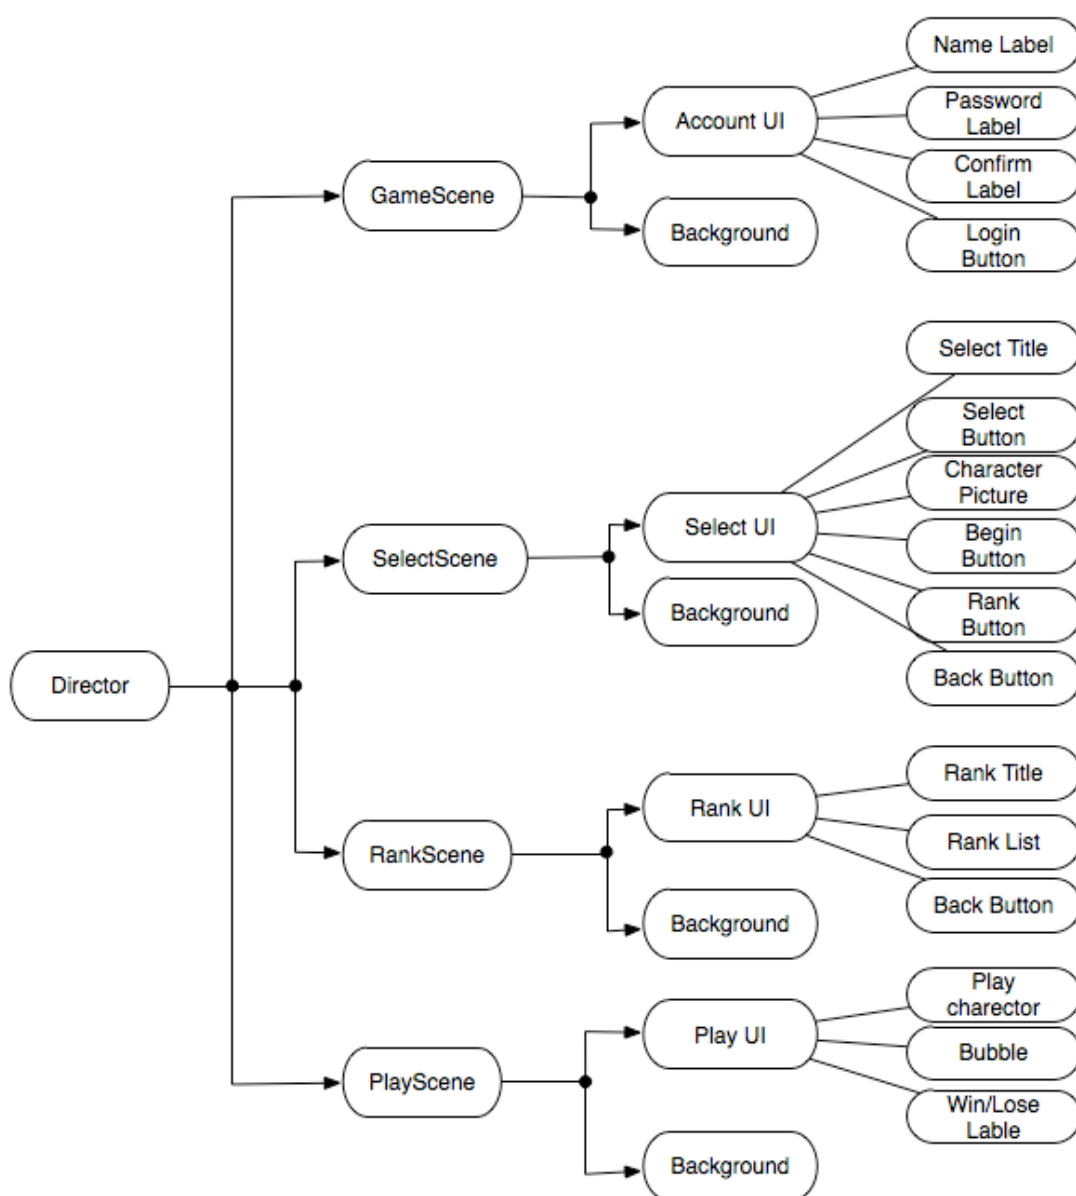 Name Label
Account UI
Password
Label
Confirm
Label
GameScene
Background
Login
Button
Select Title
Select
Button
Character
Picture
Select UI
Begin
Button
SelectScene
Background
Rank
Button
Director
Back Button
Rank Title
Rank UI
Rank List
RankScene
Back Button
Background
Play
charector
Play UI
Bubble
PlayScene
Win/Lose
Lable
Background